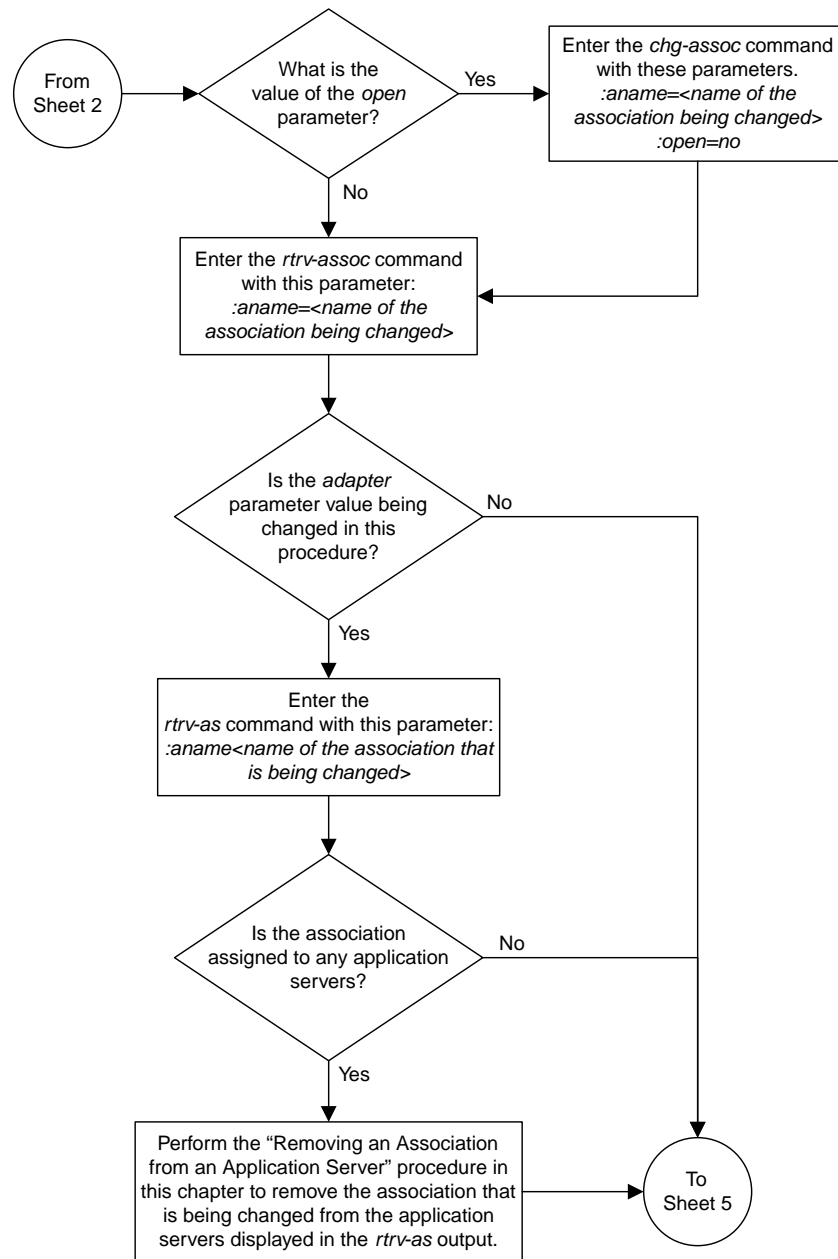 From
Sheet 2
What is the
value of the open
parameter?
Yes
Enter the chg-assoc command
with these parameters.
:aname=<name of the
association being changed>
:open=no
No
Enter the rtrv-assoc command
with this parameter:
:aname=<name of the
association being changed>
Is the adapter
parameter value being
changed in this
procedure?
No
Yes
Enter the
rtrv-as command with this parameter:
:aname<name of the association that
is being changed>
Is the association
assigned to any application
servers?
No
Yes
Perform the “Removing an Association
from an Application Server” procedure in
this chapter to remove the association that
is being changed from the application
servers displayed in the rtrv-as output.
To
Sheet 5